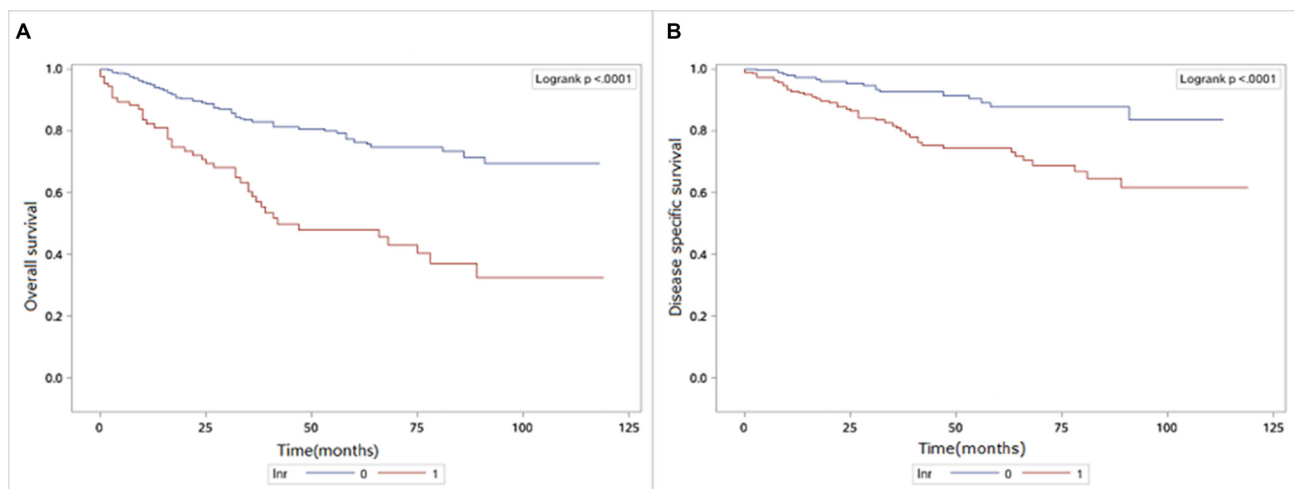 A
Logrank p <.0001
Overall survival
1.0
0.8
0.6
0.4
0.2
0.0
0 25 50 75 100 125
Time(months)
lnr 0 1
B
Logrank p <.0001
Disease specific survival
1.0
0.8
0.6
0.4
0.2
0.0
0 25 50 75 100 125
Time(months)
lnr 0 1